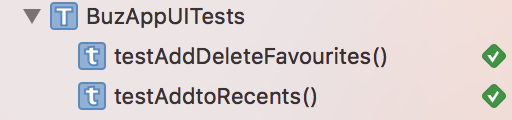 T BuzAppUITests
t testAddDeleteFavourites()
t testAddtoRecents()